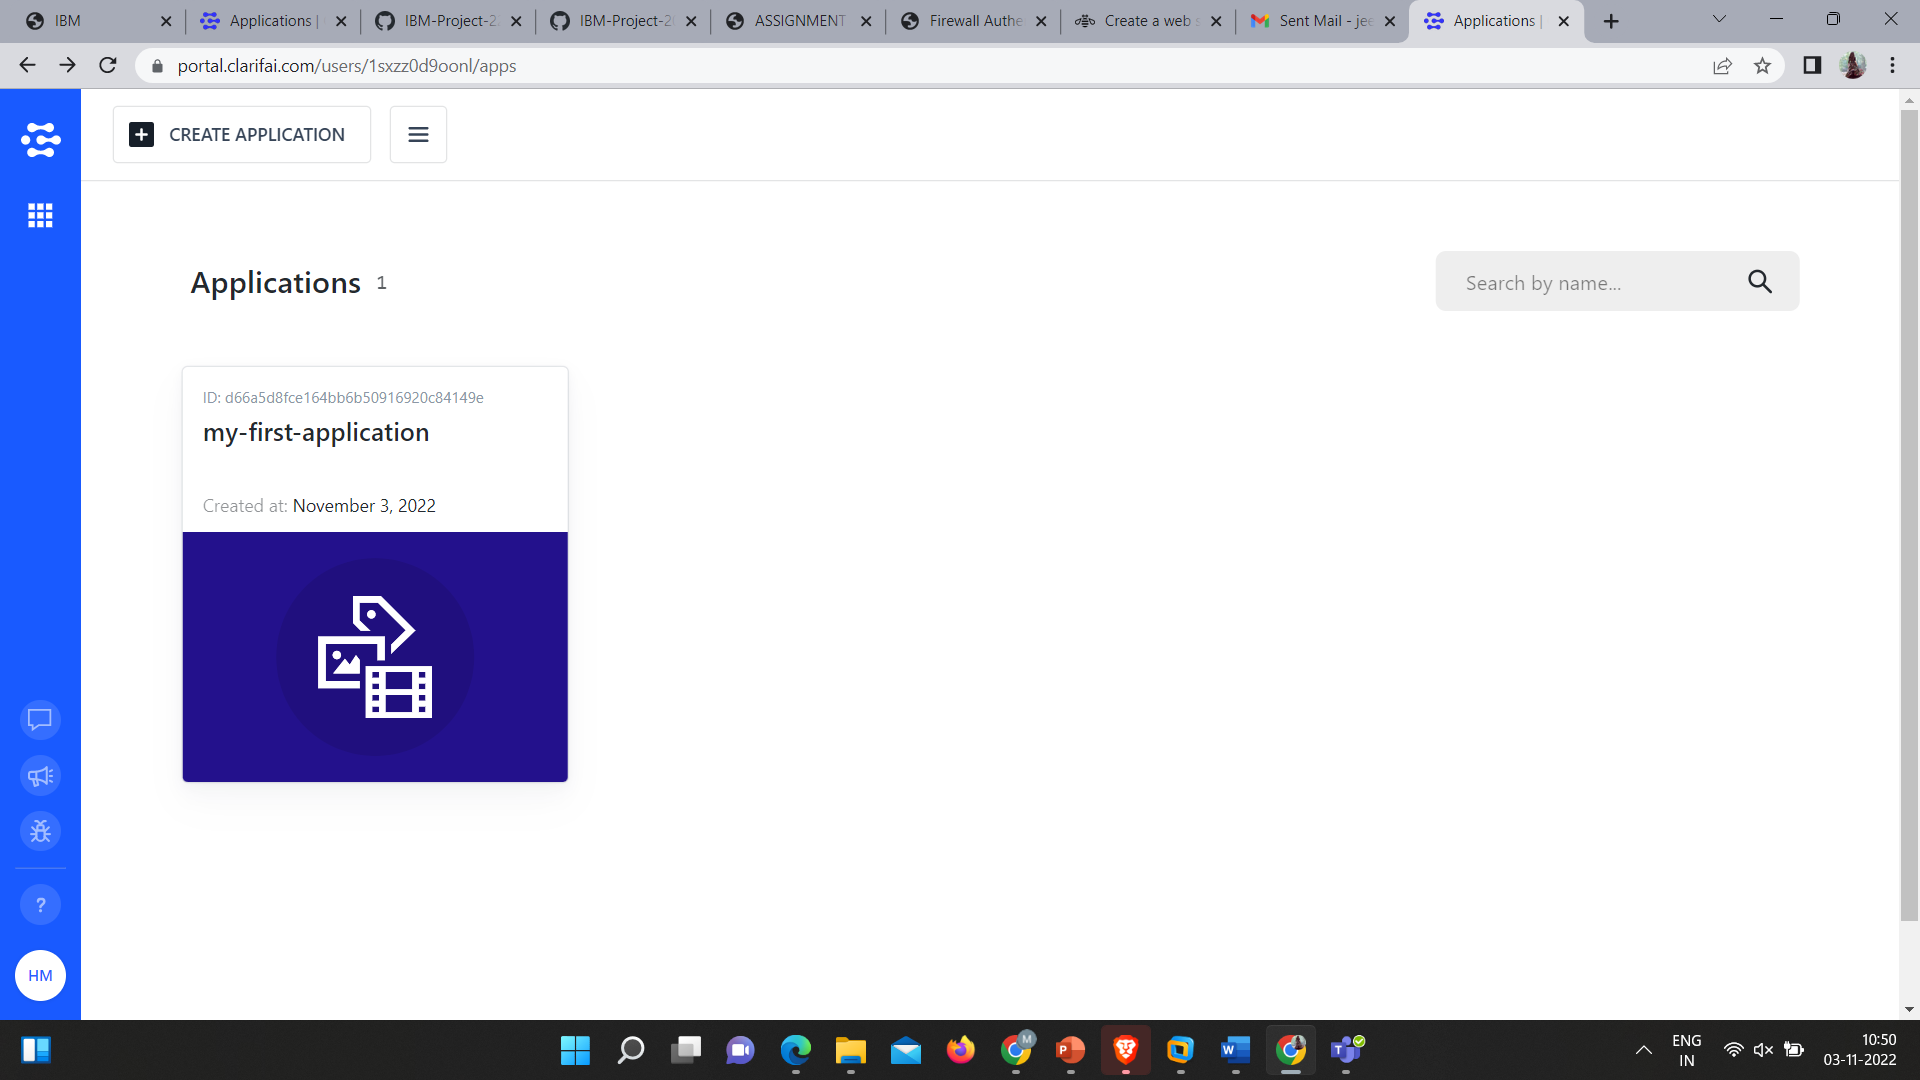 IBM
Applications |
IBM-Project-2
IBM-Project-2
ASSIGNMENT
Firewall Authe
Create a web s
Sent Mail - jee
Applications |
portal.clarifai.com/users/1sxzz0d9oonl/apps
CREATE APPLICATION
Applications 1
Search by name...
ID: d66a5d8fce164bb6b50916920c84149e
my-first-application
Created at: November 3, 2022
?
HM
M
P
W
T
ENG
IN
10:50
03-11-2022